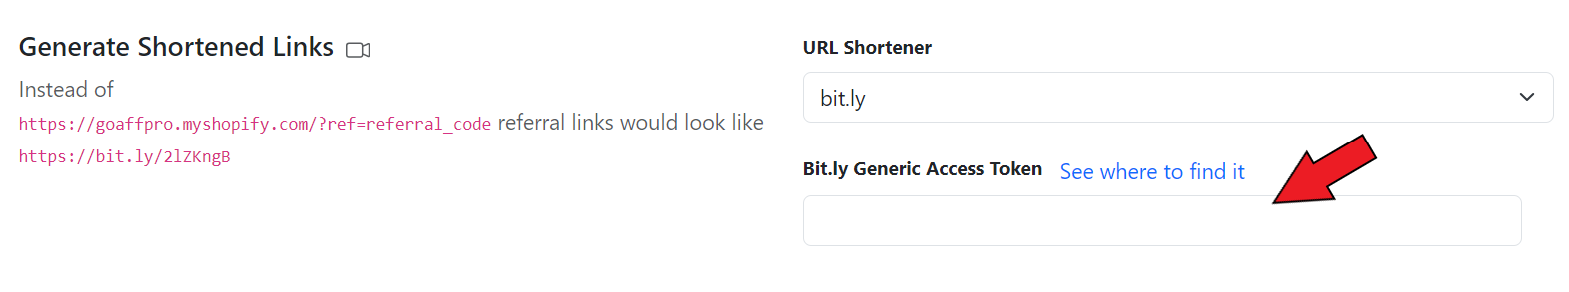 Generate Shortened Links
Instead of
https://goaffpro.myshopify.com/?ref=referral_code referral links would look like
https://bit.ly/2lZKngB
URL Shortener
bit.ly
Bit.ly Generic Access Token See where to find it